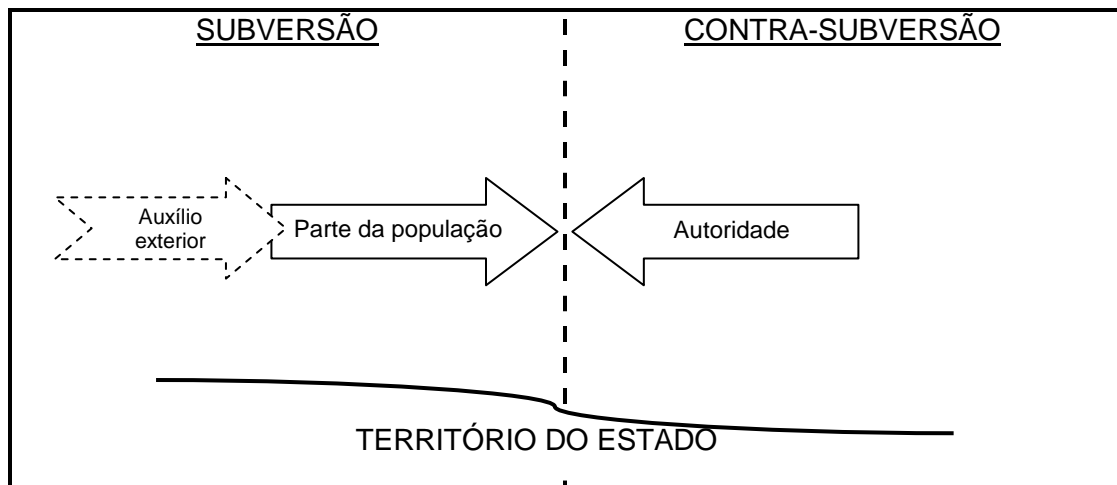 SUBVERSÃO
CONTRA-SUBVERSÃO
Auxílio
exterior
Parte da população
Autoridade
TERRITÓRIO DO ESTADO